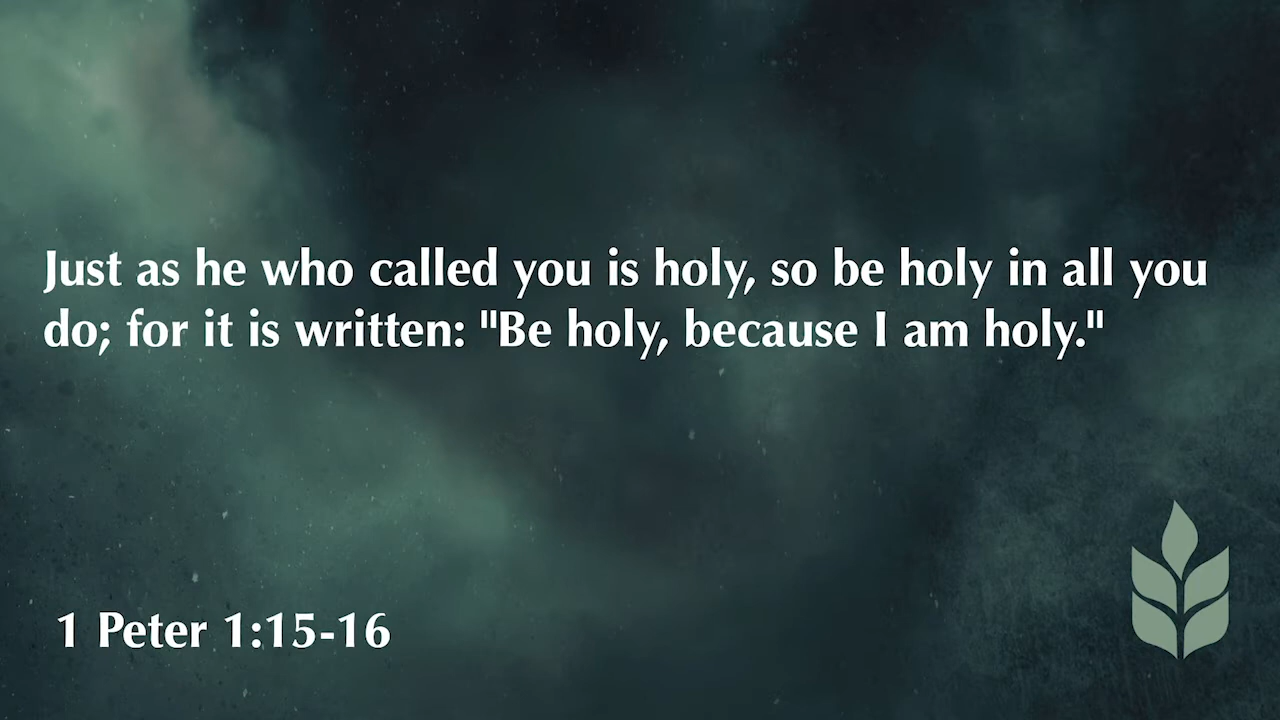 Just as he who called you is holy, so be holy in all you
do; for it is written: "Be holy, because I am holy."
1 Peter 1:15-16